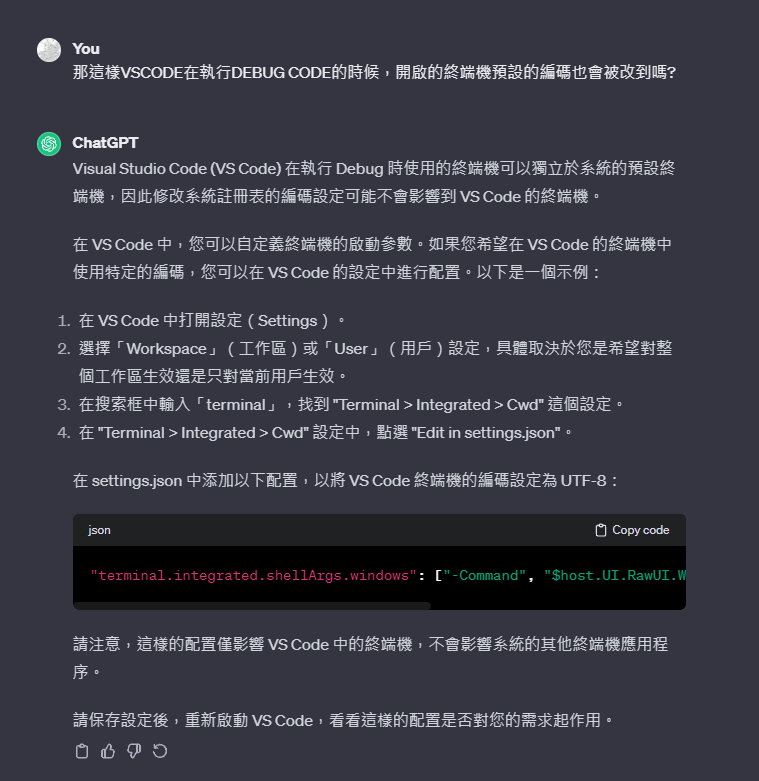 You
那這樣VSCODE在執行DEBUG CODE的時候，開啟的終端機預設的編碼也會被改到嗎?
ChatGPT
Visual Studio Code (VS Code) 在執行 Debug 時使用的終端機可以獨立於系統的預設終
端機，因此修改系統註冊表的編碼設定可能不會影響到 VS Code 的終端機。
在 VS Code 中，您可以自定義終端機的啟動參數。如果您希望在 VS Code 的終端機中
使用特定的編碼，您可以在 VS Code 的設定中進行配置。以下是一個示例：
1. 在 VS Code 中打開設定（Settings）。
2. 選擇「Workspace」（工作區）或「User」（用戶）設定，具體取決於您是希望對整
個工作區生效還是只對當前用戶生效。
3. 在搜索框中輸入「terminal」，找到 "Terminal > Integrated > Cwd" 這個設定。
4. 在 "Terminal > Integrated > Cwd" 設定中，點選 "Edit in settings.json"。
在 settings.json 中添加以下配置，以將 VS Code 終端機的編碼設定為 UTF-8：
json
Copy code
"terminal.integrated.shellArgs.windows": ["-Command", "$host.UI.RawUI.W
請注意，這樣的配置僅影響 VS Code 中的終端機，不會影響系統的其他終端機應用程
序。
請保存設定後，重新啟動 VS Code，看看這樣的配置是否對您的需求起作用。